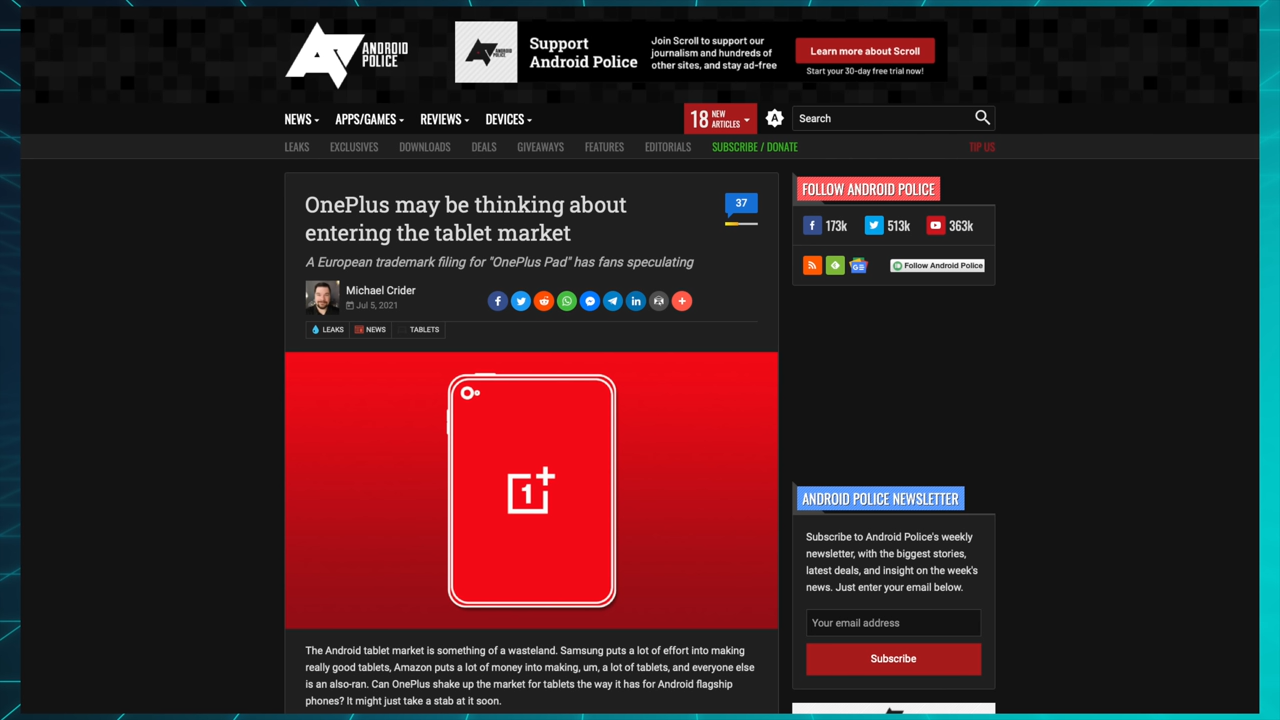 ANDROID
POLICE
Support
Android Police
Join Scroll to support our
journalism and hundreds of
other sites, and stay ad-free
Learn more about Scroll
Start your 30-day free trial now!
NEWS
APPS/GAMES
REVIEWS
DEVICES
18 NEW
ARTICLES
Search
LEAKS
EXCLUSIVES
DOWNLOADS
DEALS
GIVEAWAYS
FEATURES
EDITORIALS
SUBSCRIBE / DONATE
TIP US
OnePlus may be thinking about
entering the tablet market
37
A European trademark filing for "OnePlus Pad" has fans speculating
Michael Crider
Jul 5, 2021
LEAKS
NEWS
TABLETS
1+
The Android tablet market is something of a wasteland. Samsung puts a lot of effort into making
really good tablets, Amazon puts a lot of money into making, um, a lot of tablets, and everyone else
is an also-ran. Can OnePlus shake up the market for tablets the way it has for Android flagship
phones? It might just take a stab at it soon.
FOLLOW ANDROID POLICE
173k
513k
363k
Follow Android Police
ANDROID POLICE NEWSLETTER
Subscribe to Android Police's weekly
newsletter, with the biggest stories,
latest deals, and insight on the week's
news. Just enter your email below.
Your email address
Subscribe